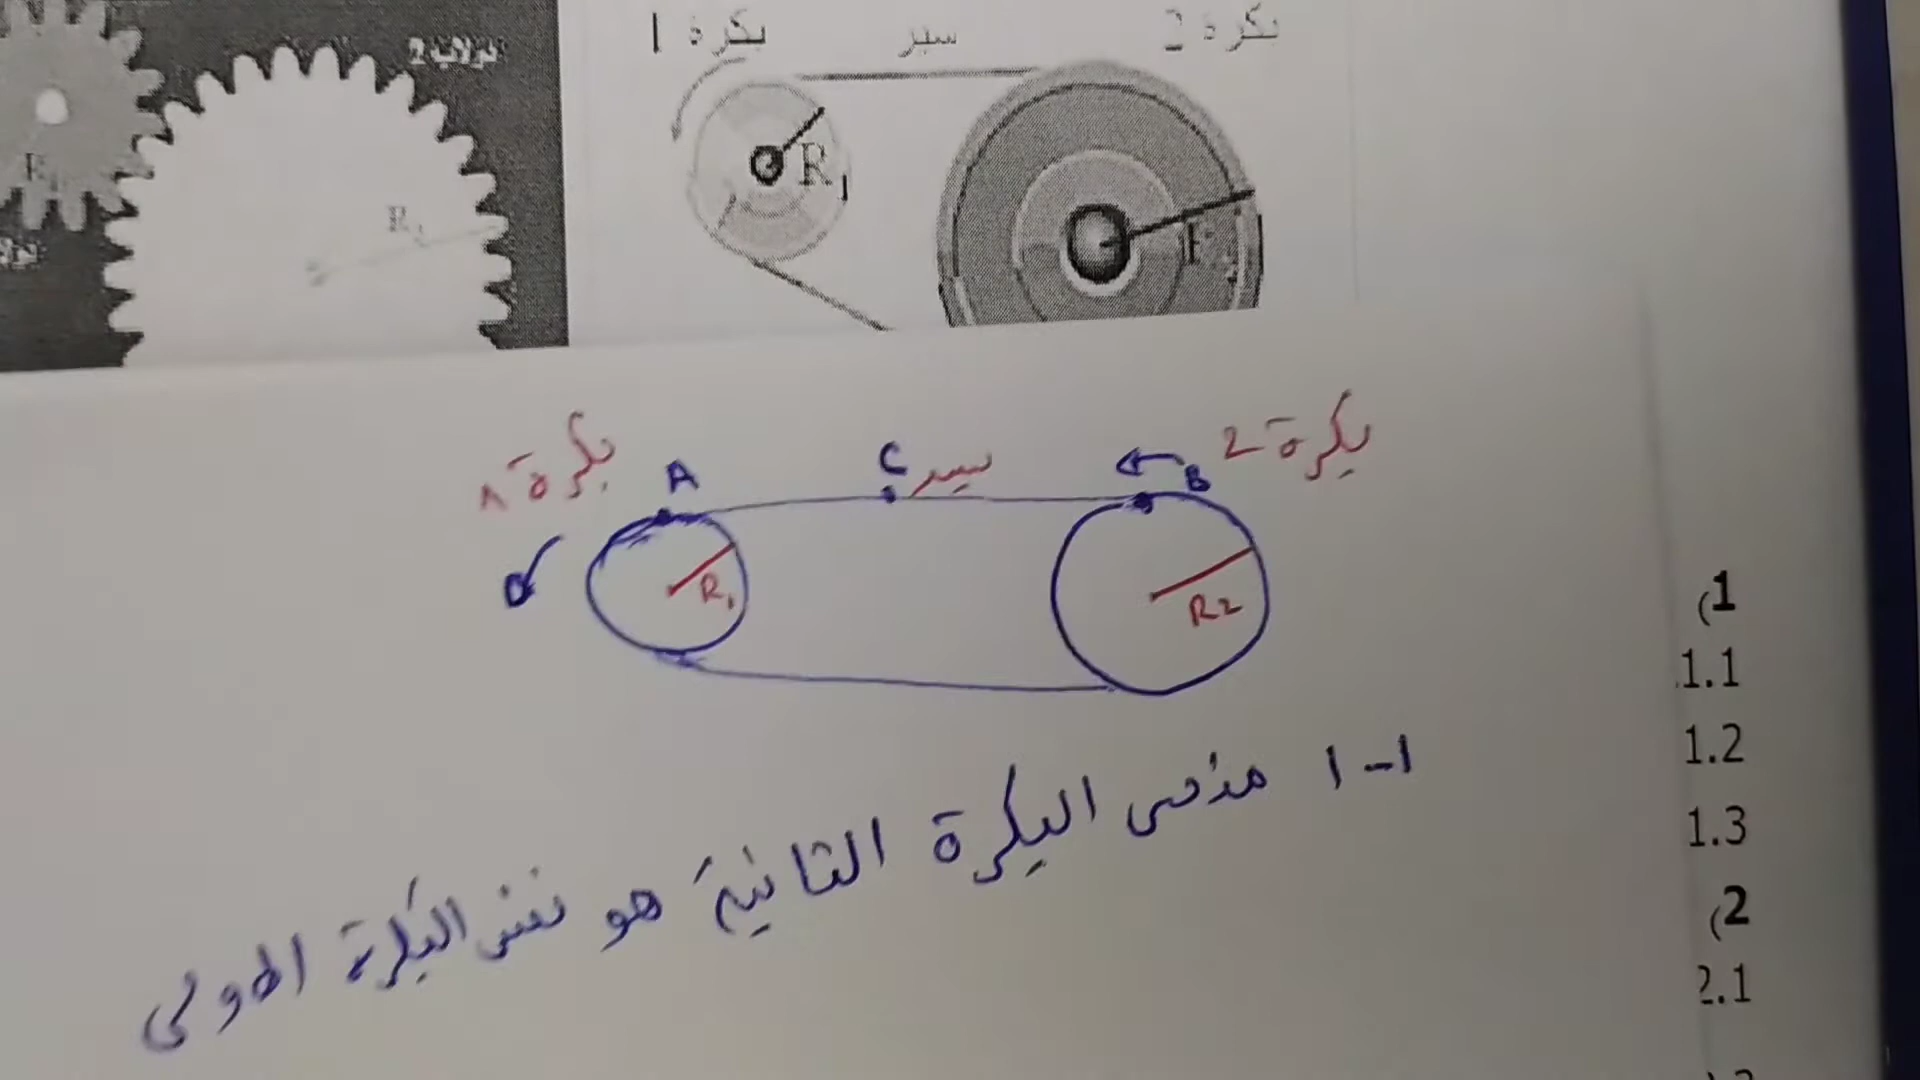 دولاب 2
بكرة 1
سير
بكرة 2
R
R1
R
R2
بكرة 1
A
C
سير
B
بكرة 2
R1
R2
1-1 منحى البكرة الثانية هو نفس البكرة الاولى
(1
1.1
1.2
1.3
(2
2.1